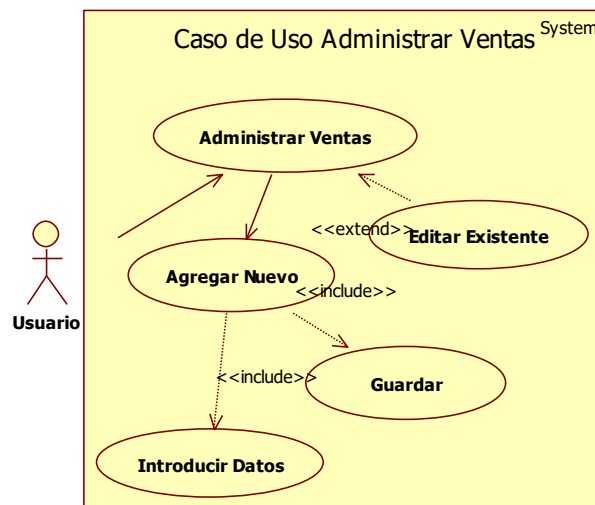 Caso de Uso Administrar Ventas
System
Administrar Ventas
<<extend>>
Editar Existente
Agregar Nuevo
<<include>>
Usuario
<<include>>
Guardar
Introducir Datos